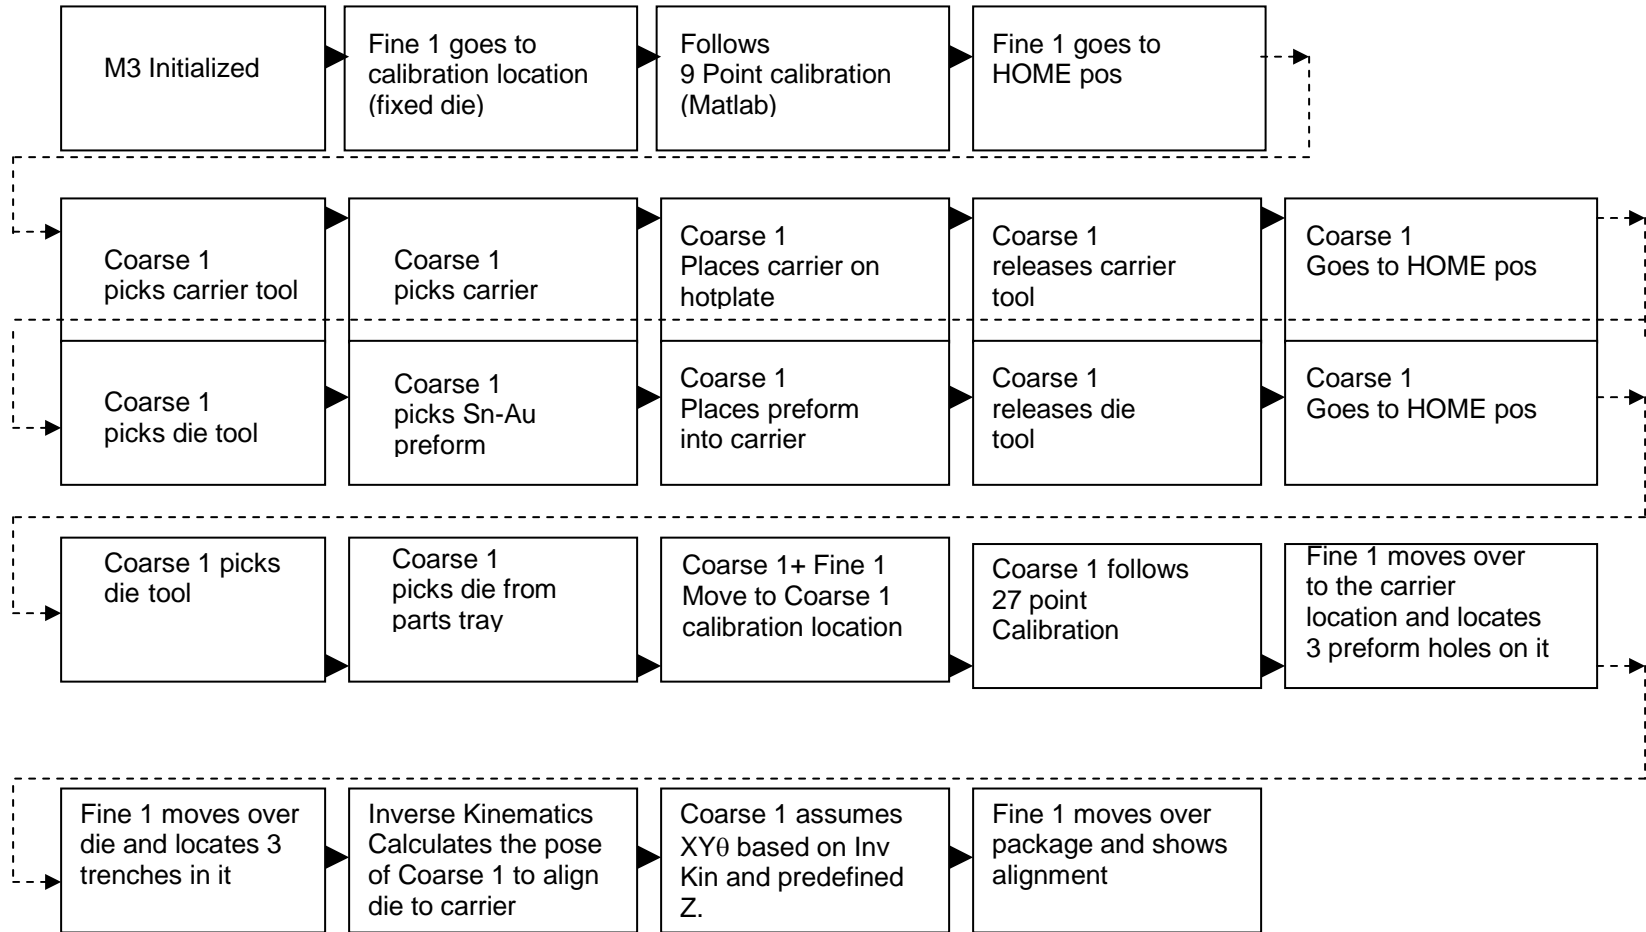 M3 Initialized
Fine 1 goes to
calibration location
(fixed die)
Follows
9 Point calibration
(Matlab)
Fine 1 goes to
HOME pos
Coarse 1
picks carrier tool
Coarse 1
picks carrier
Coarse 1
Places carrier on
hotplate
Coarse 1
releases carrier
tool
Coarse 1
Goes to HOME pos
Coarse 1
picks die tool
Coarse 1
picks Sn-Au
preform
Coarse 1
Places preform
into carrier
Coarse 1
releases die
tool
Coarse 1
Goes to HOME pos
Coarse 1 picks
die tool
Coarse 1
picks die from
parts tray
Coarse 1+ Fine 1
Move to Coarse 1
calibration location
Coarse 1 follows
27 point
Calibration
Fine 1 moves over
to the carrier
location and locates
3 preform holes on it
Fine 1 moves over
die and locates 3
trenches in it
Inverse Kinematics
Calculates the pose
of Coarse 1 to align
die to carrier
Coarse 1 assumes
XYθ based on Inv
Kin and predefined
Z.
Fine 1 moves over
package and shows
alignment